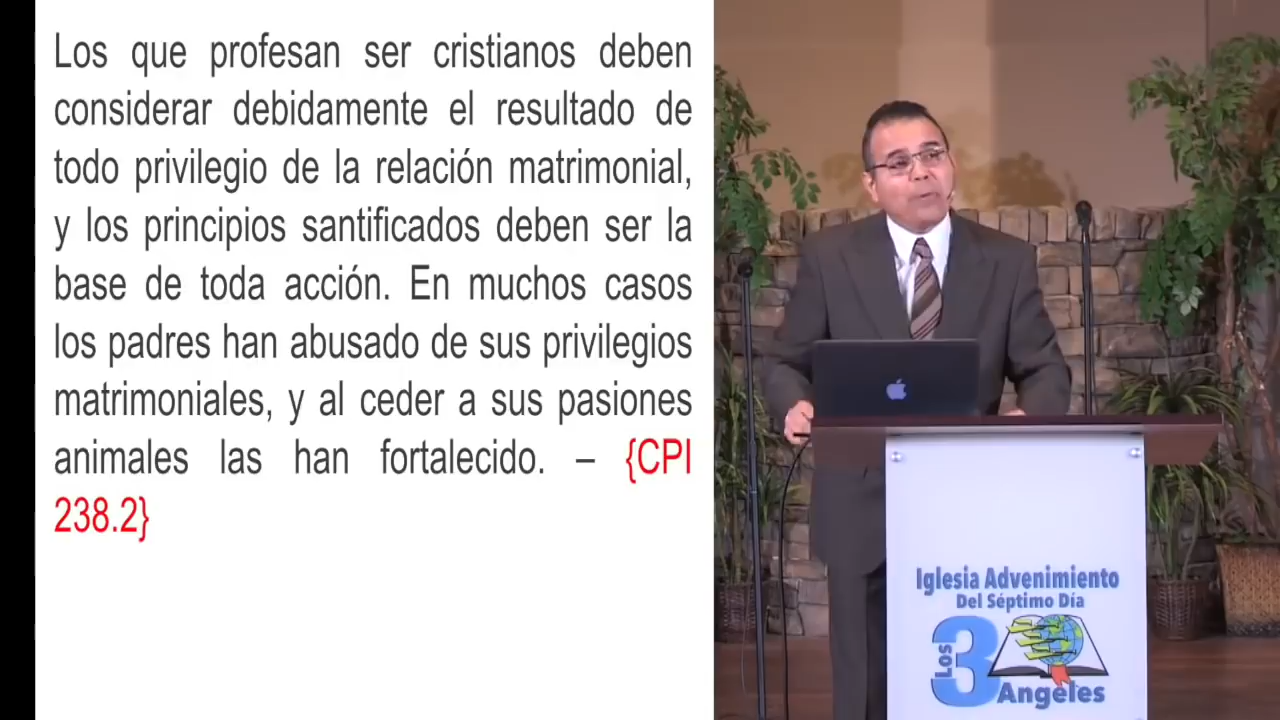 Los que profesan ser cristianos deben
considerar debidamente el resultado de
todo privilegio de la relación matrimonial,
y los principios santificados deben ser la
base de toda acción. En muchos casos
los padres han abusado de sus privilegios
matrimoniales, y al ceder a sus pasiones
animales las han fortalecido. – {CPI
238.2}
Iglesia Advenimiento
Del Séptimo Día
Los 3
Angeles